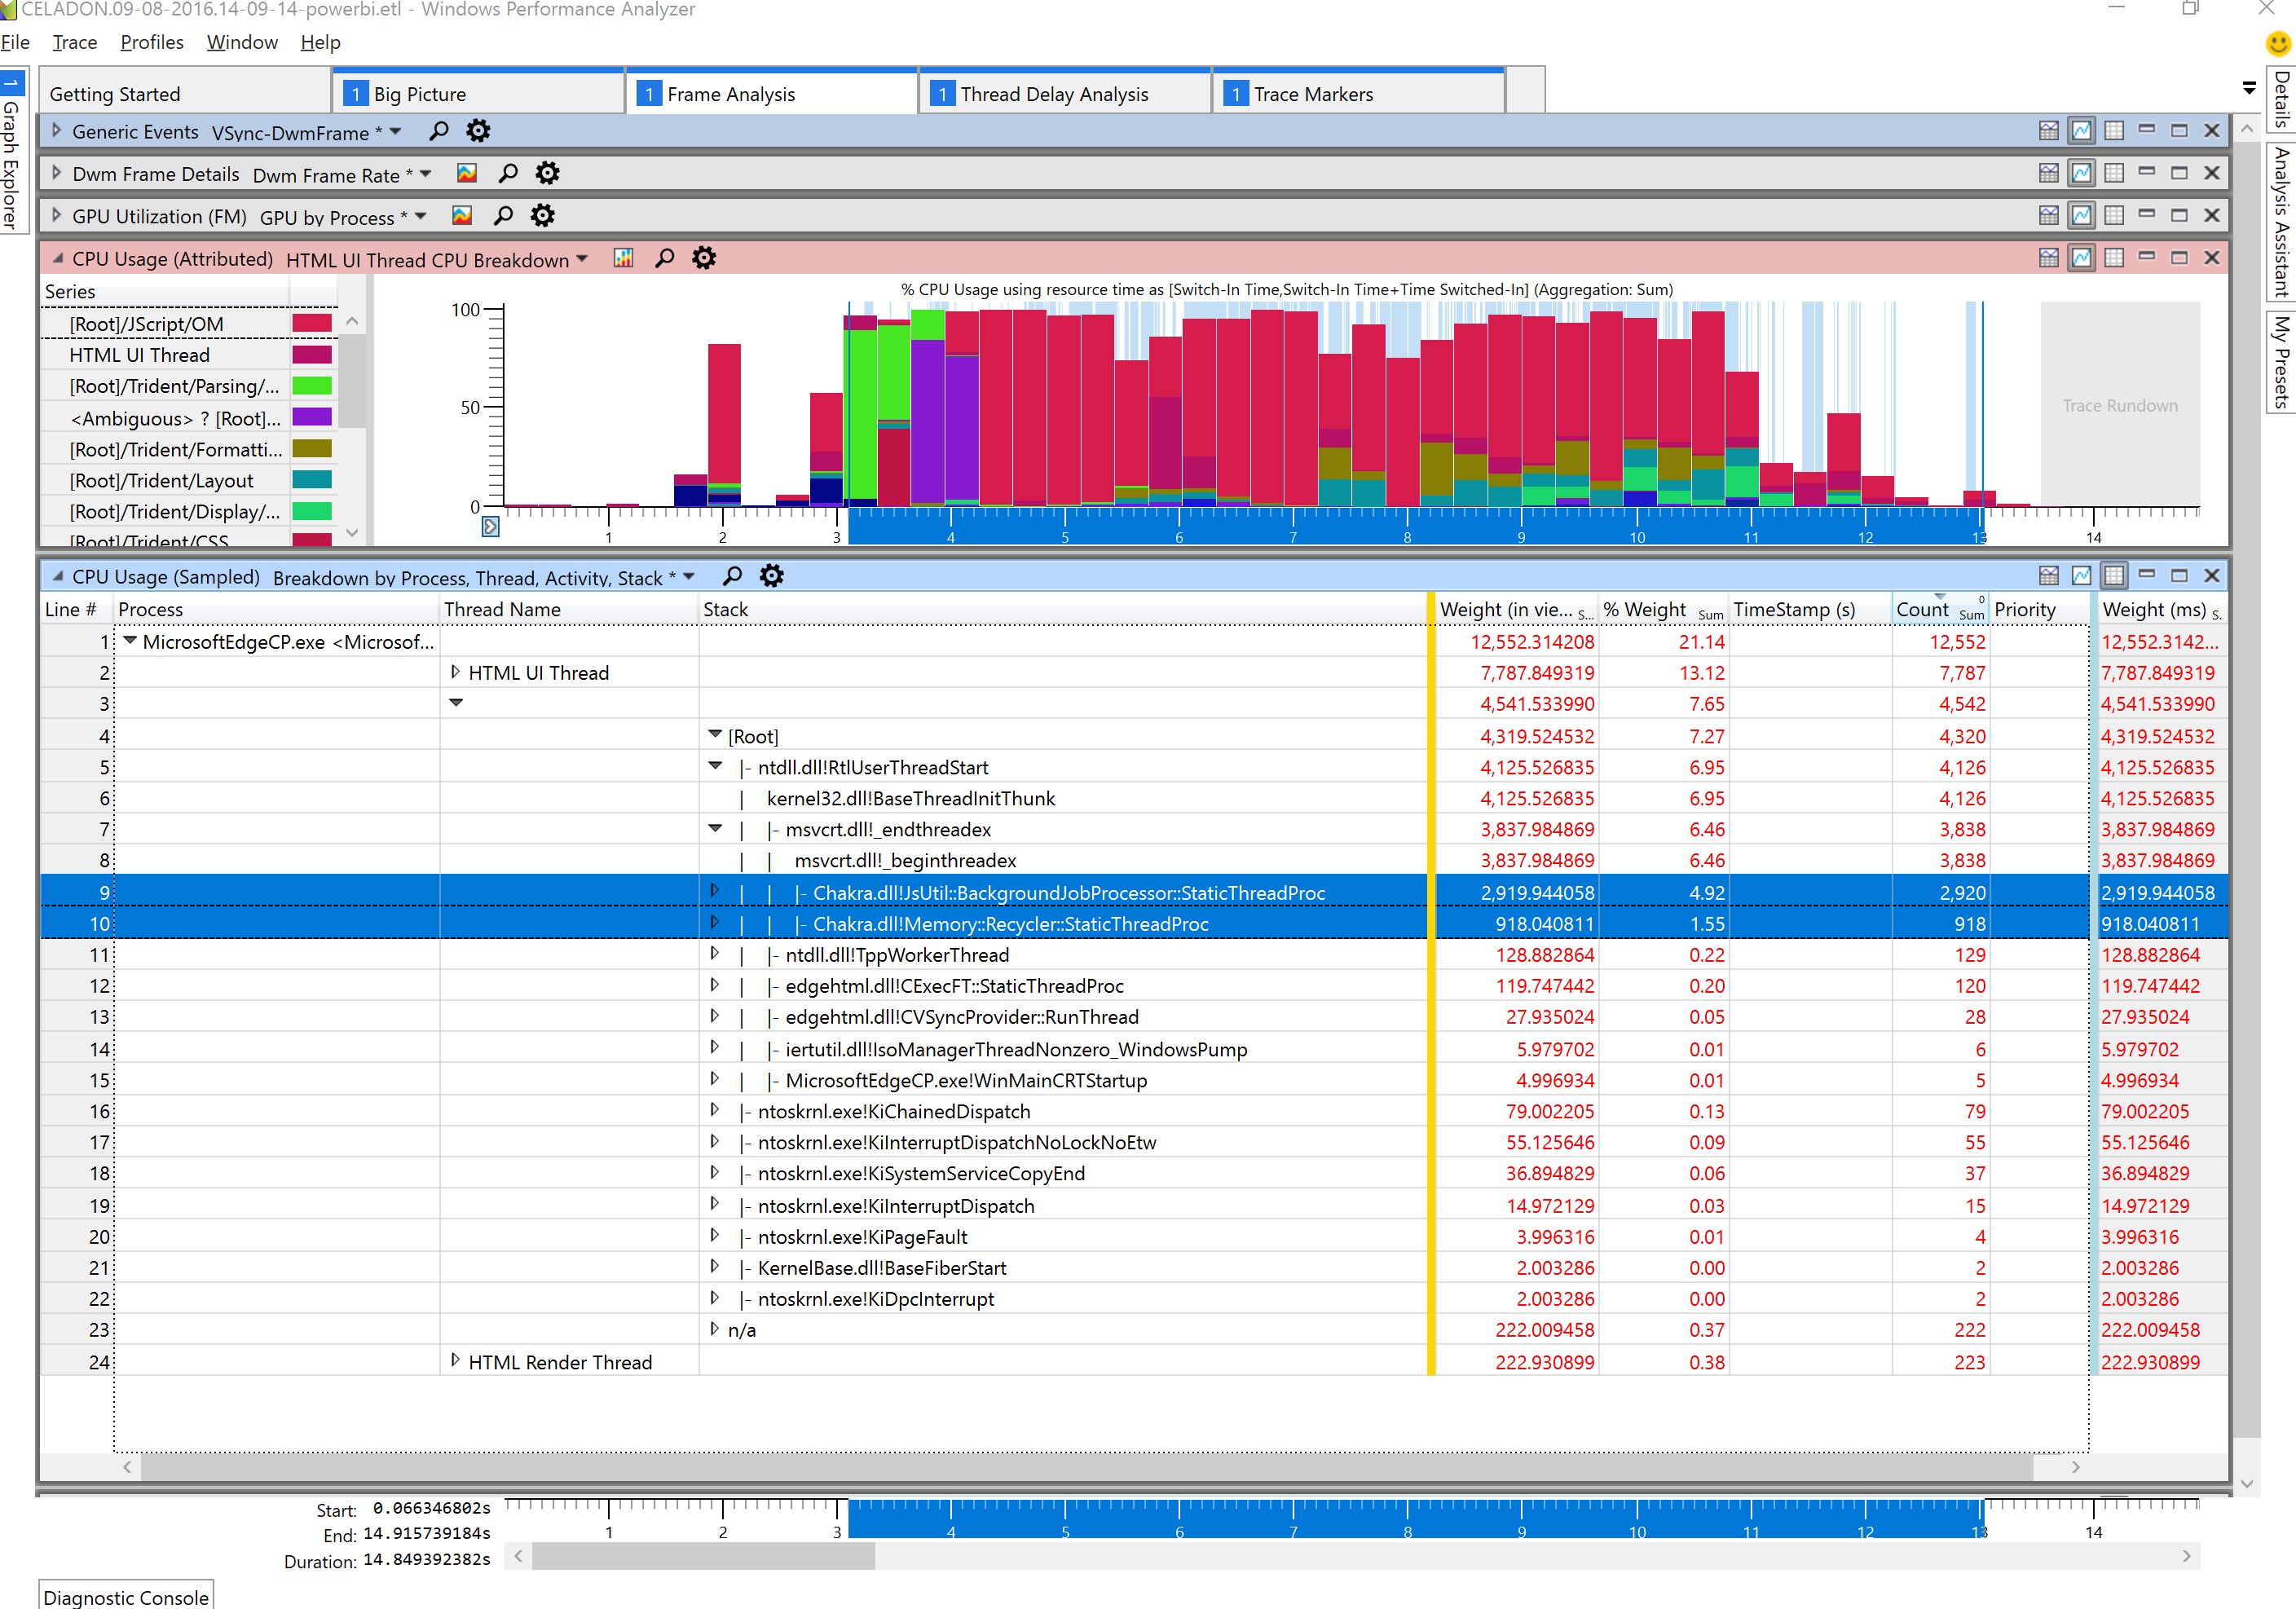 CELADON.09-08-2016.14-09-14-powerbi.etl - Windows Performance Analyzer
File Trace Profiles Window Help
1 Graph Explorer
Getting Started
1 Big Picture
1 Frame Analysis
1 Thread Delay Analysis
1 Trace Markers
Details
Analysis Assistant
My Presets
Generic Events VSync-DwmFrame *
Dwm Frame Details Dwm Frame Rate *
GPU Utilization (FM) GPU by Process *
CPU Usage (Attributed) HTML UI Thread CPU Breakdown
Series
[Root]/JScript/OM
HTML UI Thread
[Root]/Trident/Parsing/...
<Ambiguous> ? [Root]...
[Root]/Trident/Formatti...
[Root]/Trident/Layout
[Root]/Trident/Display/...
[Root]/Trident/CSS
% CPU Usage using resource time as [Switch-In Time,Switch-In Time+Time Switched-In] (Aggregation: Sum)
100
50
0
Trace Rundown
1 2 3 4 5 6 7 8 9 10 11 12 13 14
CPU Usage (Sampled) Breakdown by Process, Thread, Activity, Stack *
Line # Process Thread Name Stack Weight (in vie... S... % Weight Sum TimeStamp (s) Count 0 Sum Priority Weight (ms) S..
1 MicrosoftEdgeCP.exe <Microsof... 12,552.314208 21.14 12,552 12,552.3142...
2 HTML UI Thread 7,787.849319 13.12 7,787 7,787.849319
3 4,541.533990 7.65 4,542 4,541.533990
4 [Root] 4,319.524532 7.27 4,320 4,319.524532
5 |- ntdll.dll!RtlUserThreadStart 4,125.526835 6.95 4,126 4,125.526835
6 | kernel32.dll!BaseThreadInitThunk 4,125.526835 6.95 4,126 4,125.526835
7 | |- msvcrt.dll!_endthreadex 3,837.984869 6.46 3,838 3,837.984869
8 | | msvcrt.dll!_beginthreadex 3,837.984869 6.46 3,838 3,837.984869
9 | | |- Chakra.dll!JsUtil::BackgroundJobProcessor::StaticThreadProc 2,919.944058 4.92 2,920 2,919.944058
10 | | |- Chakra.dll!Memory::Recycler::StaticThreadProc 918.040811 1.55 918 918.040811
11 | |- ntdll.dll!TppWorkerThread 128.882864 0.22 129 128.882864
12 | |- edgehtml.dll!CExecFT::StaticThreadProc 119.747442 0.20 120 119.747442
13 | |- edgehtml.dll!CVSyncProvider::RunThread 27.935024 0.05 28 27.935024
14 | |- iertutil.dll!IsoManagerThreadNonzero_WindowsPump 5.979702 0.01 6 5.979702
15 | |- MicrosoftEdgeCP.exe!WinMainCRTStartup 4.996934 0.01 5 4.996934
16 |- ntoskrnl.exe!KiChainedDispatch 79.002205 0.13 79 79.002205
17 |- ntoskrnl.exe!KiInterruptDispatchNoLockNoEtw 55.125646 0.09 55 55.125646
18 |- ntoskrnl.exe!KiSystemServiceCopyEnd 36.894829 0.06 37 36.894829
19 |- ntoskrnl.exe!KiInterruptDispatch 14.972129 0.03 15 14.972129
20 |- ntoskrnl.exe!KiPageFault 3.996316 0.01 4 3.996316
21 |- KernelBase.dll!BaseFiberStart 2.003286 0.00 2 2.003286
22 |- ntoskrnl.exe!KiDpcInterrupt 2.003286 0.00 2 2.003286
23 n/a 222.009458 0.37 222 222.009458
24 HTML Render Thread 222.930899 0.38 223 222.930899
Start: 0.066346802s
End: 14.915739184s
Duration: 14.849392382s
1 2 3 4 5 6 7 8 9 10 11 12 13 14
Diagnostic Console